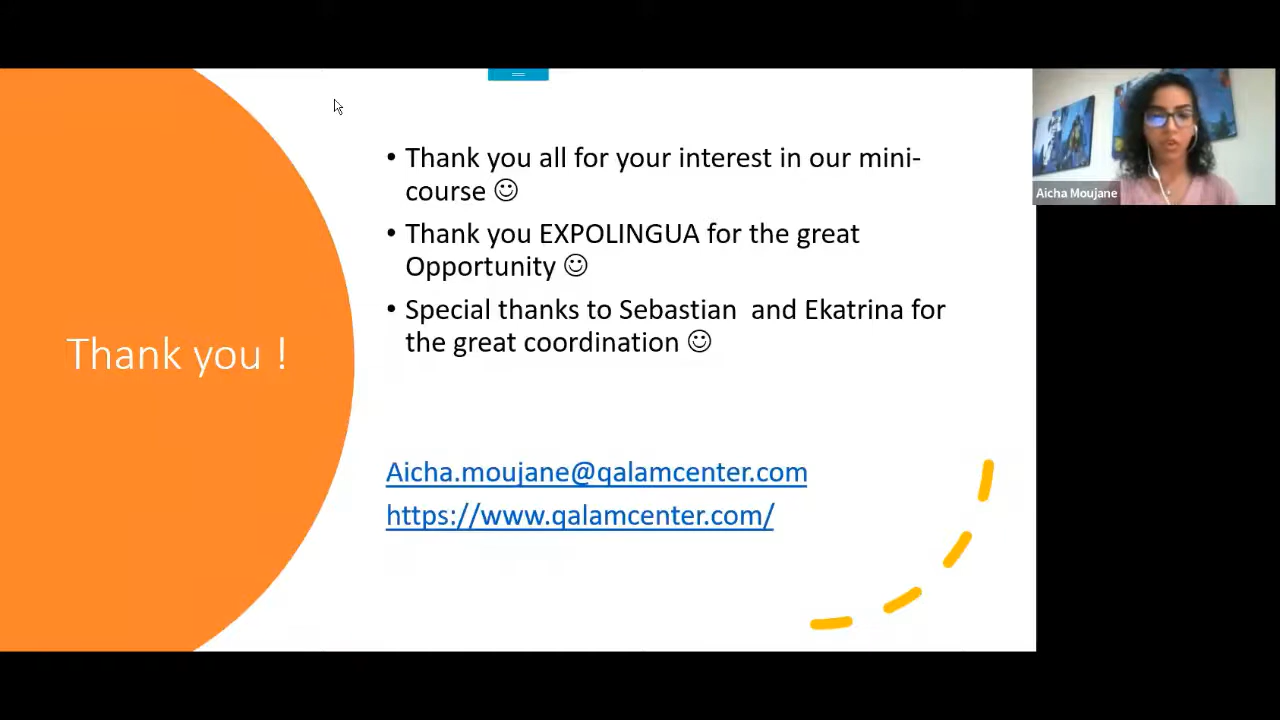 Thank you !
• Thank you all for your interest in our mini-
course ☺
• Thank you EXPOLINGUA for the great
Opportunity ☺
• Special thanks to Sebastian  and Ekatrina for
the great coordination ☺
Aicha.moujane@qalamcenter.com
https://www.qalamcenter.com/
Aicha Moujane